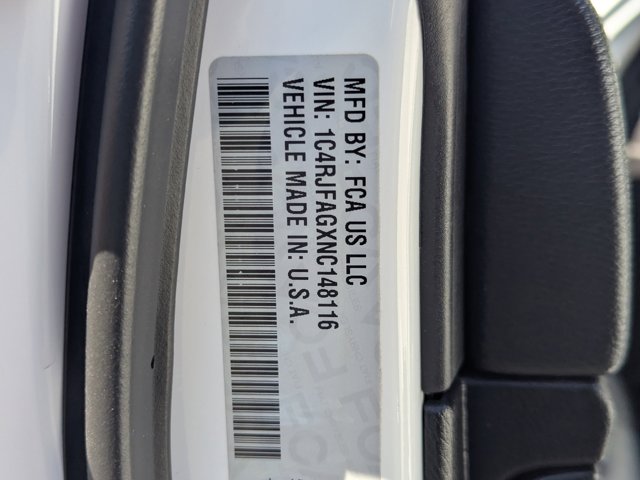 MFD BY: FCA US LLC
VIN: 1C4RJFAGXNC148116
VEHICLE MADE IN: U.S.A.